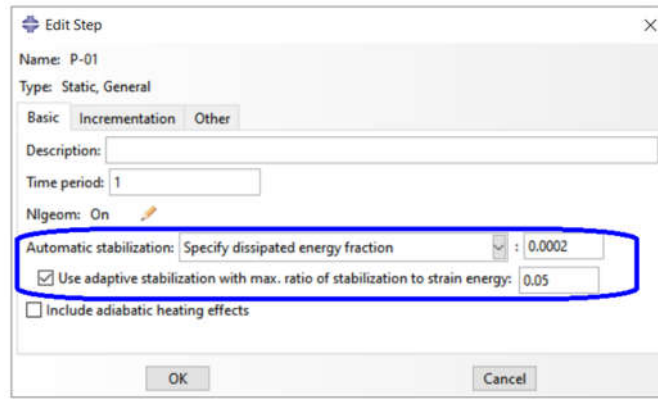 Edit Step
Name: P-01
Type: Static, General
Basic Incrementation Other
Description:
Time period: 1
Nlgeom: On
Automatic stabilization: Specify dissipated energy fraction : 0.0002
Use adaptive stabilization with max. ratio of stabilization to strain energy: 0.05
Include adiabatic heating effects
OK Cancel